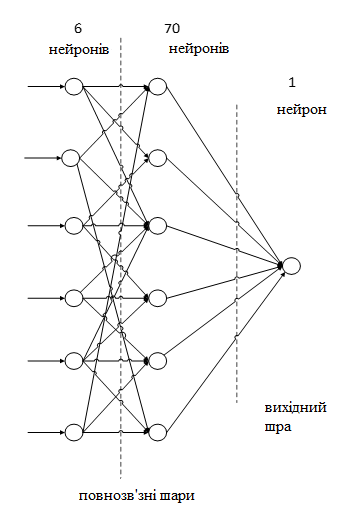 6
нейронів
70
нейронів
1
нейрон
вихідний
шра
повнозв'зні шари